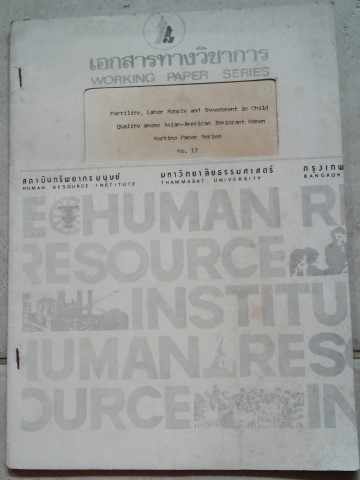 เอกสารทางวิชาการ
WORKING PAPER SERIES
Fertility, Labor Supply and Investment in Child
Quality among Asian-American Immigrant Women
Working Paper Series
No. 13
สถาบันทรัพยากรมนุษย์ มหาวิทยาลัยธรรมศาสตร์ กรุงเทพ
HUMAN RESOURCE INSTITUTE THAMMASAT UNIVERSITY BANGKOK
E HUMAN R
RESOURCE
INSTITU
HUMAN RES
OURCE IN